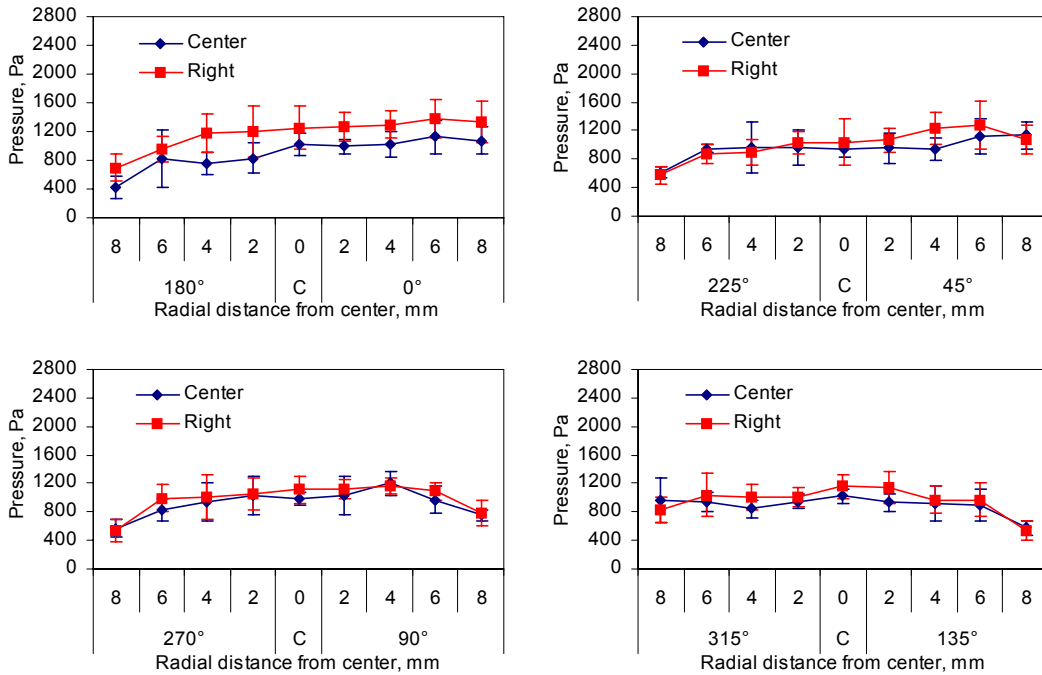 2800
2400
2000
1600
1200
800
400
0
Pressure, Pa
Center
Right
8 6 4 2 0 2 4 6 8
180° C 0°
Radial distance from center, mm
2800
2400
2000
1600
1200
800
400
0
Pressure, Pa
Center
Right
8 6 4 2 0 2 4 6 8
225° C 45°
Radial distance from center, mm
2800
2400
2000
1600
1200
800
400
0
Pressure, Pa
Center
Right
8 6 4 2 0 2 4 6 8
270° C 90°
Radial distance from center, mm
2800
2400
2000
1600
1200
800
400
0
Pressure, Pa
Center
Right
8 6 4 2 0 2 4 6 8
315° C 135°
Radial distance from center, mm